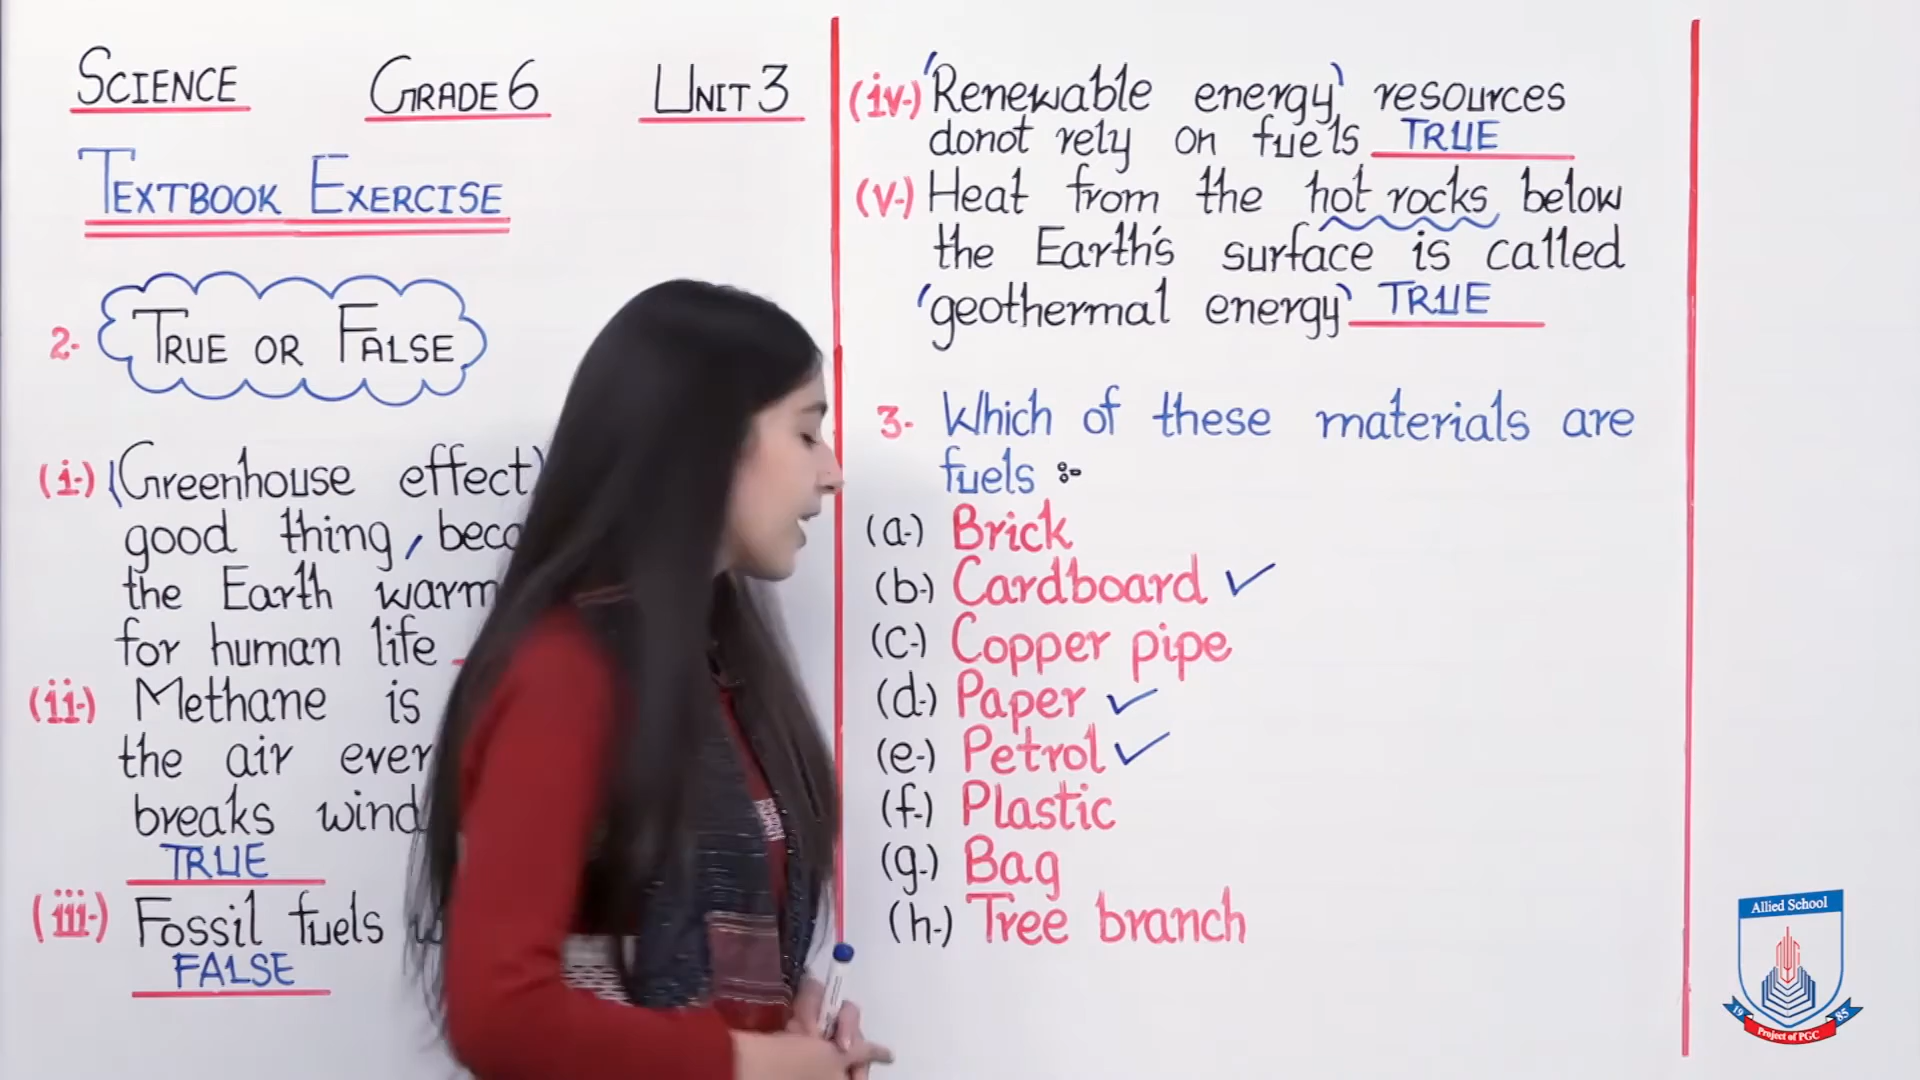 SCIENCE GRADE 6 UNIT 3
TEXTBOOK EXERCISE
2- TRUE OR FALSE
(i-) (Greenhouse effect)
good thing,
the Earth warm
for human life
(ii-) Methane is
the air
breaks wind
TRUE
(iii-) Fossil fuels
FALSE
(iv-) 'Renewable energy' resources
donot rely on fuels TRUE
(v-) Heat from the hot rocks below
the Earth's surface is called
'geothermal energy' TRUE
3- Which of these materials are
fuels :-
(a-) Brick
(b-) Cardboard ✓
(c-) Copper pipe
(d-) Paper ✓
(e-) Petrol ✓
(f-) Plastic
(g-) Bag
(h-) Tree branch
Allied School
19 85
Project of PGC